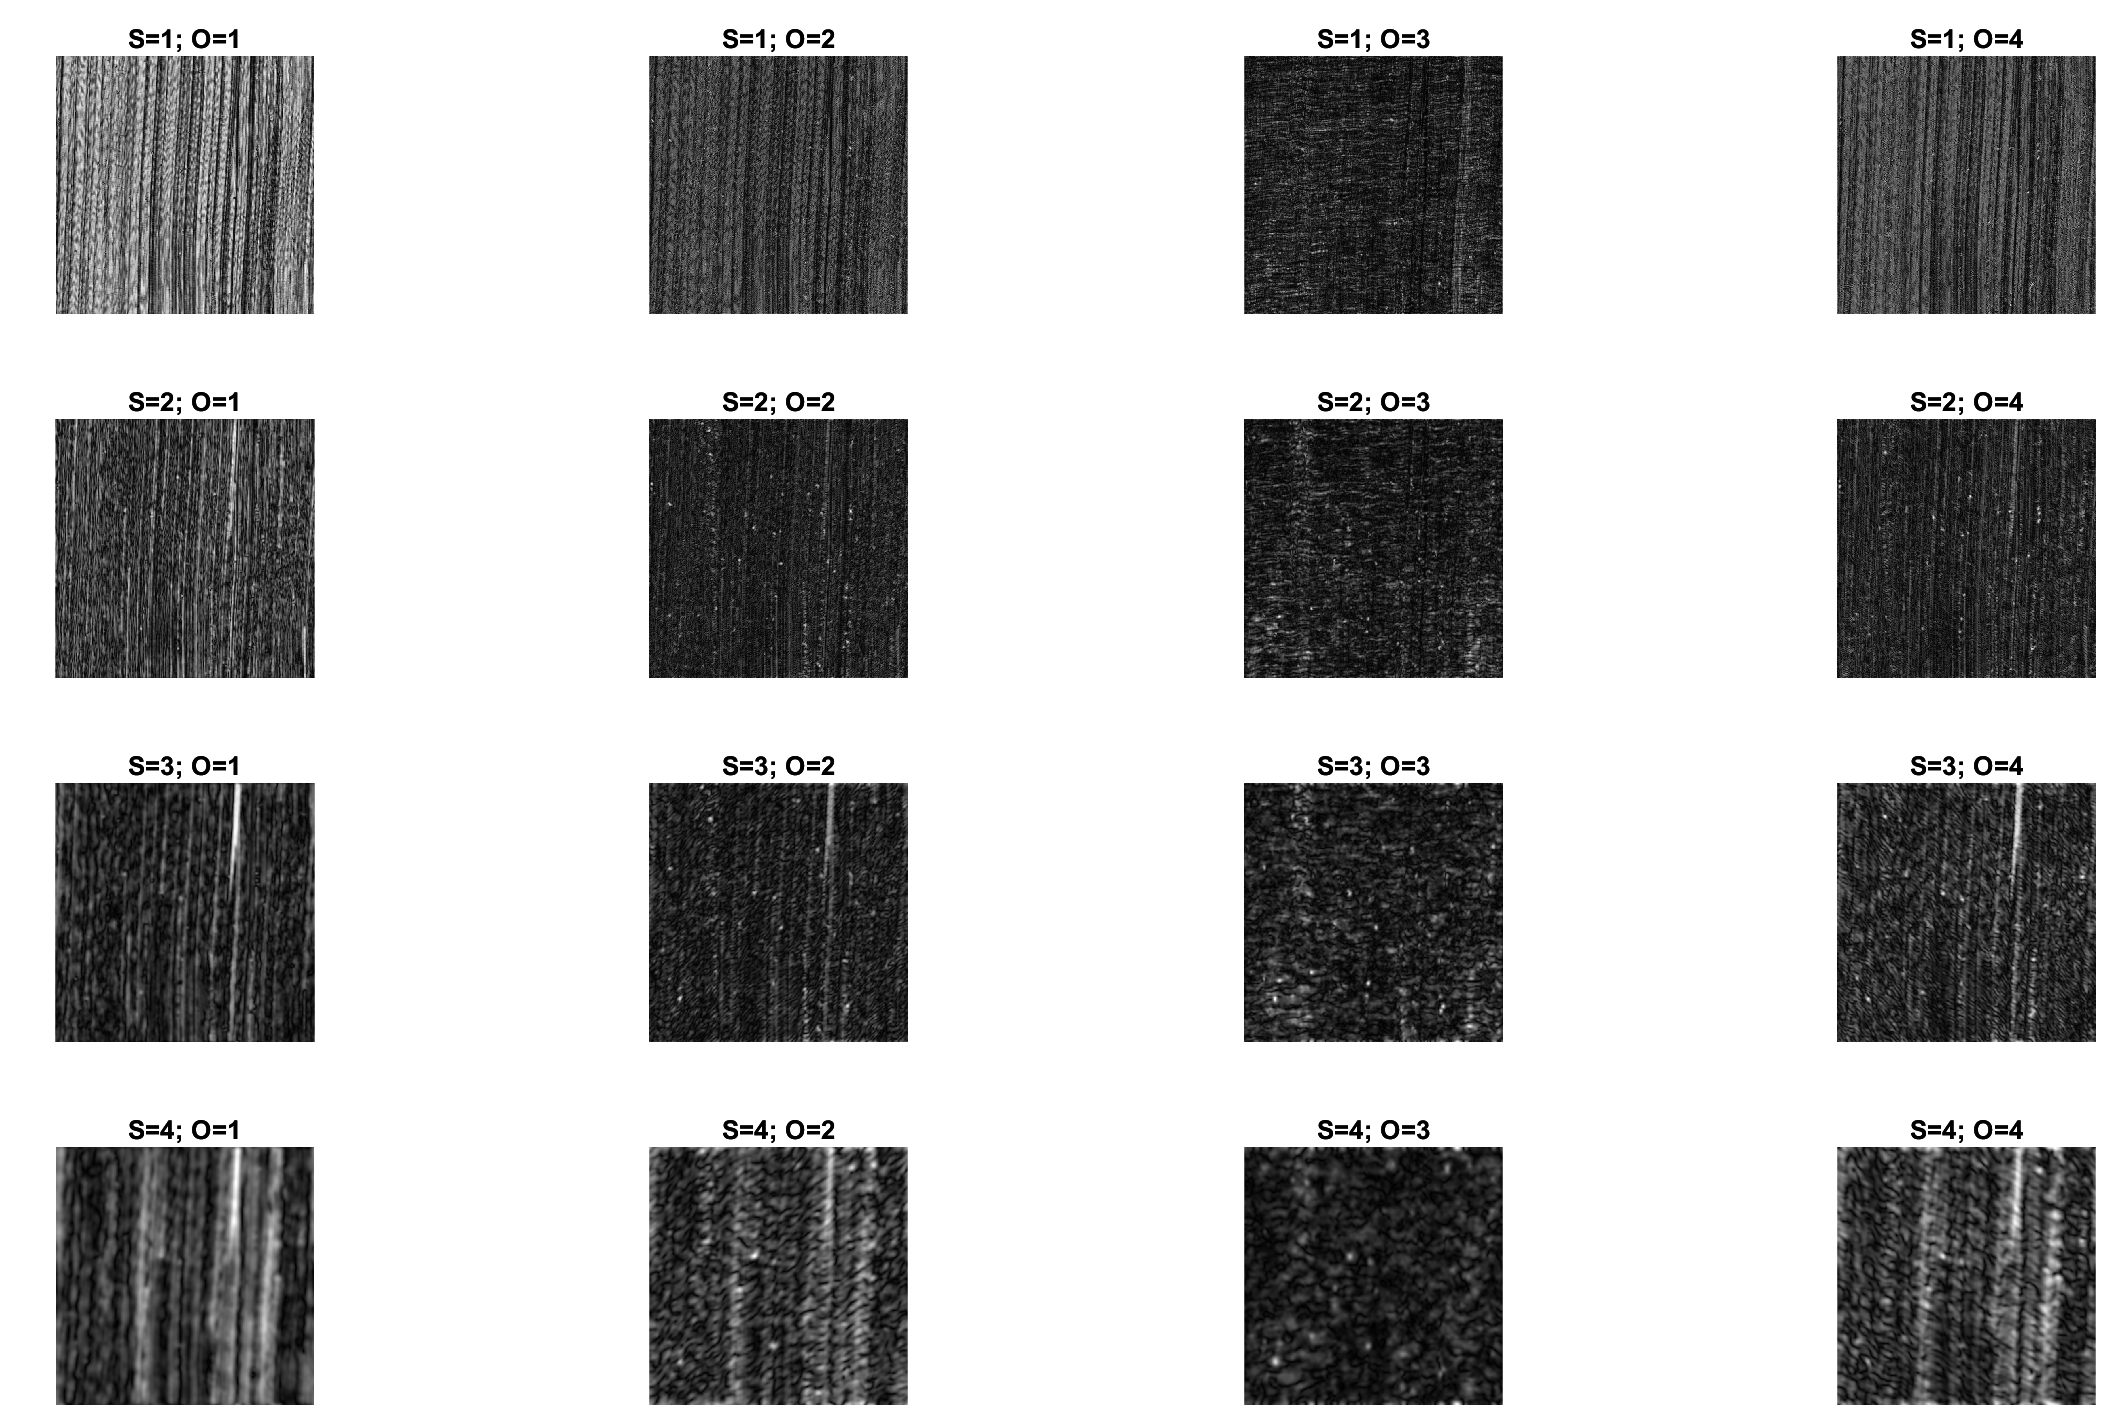 S=1; O=1
S=1; O=2
S=1; O=3
S=1; O=4
S=2; O=1
S=2; O=2
S=2; O=3
S=2; O=4
S=3; O=1
S=3; O=2
S=3; O=3
S=3; O=4
S=4; O=1
S=4; O=2
S=4; O=3
S=4; O=4